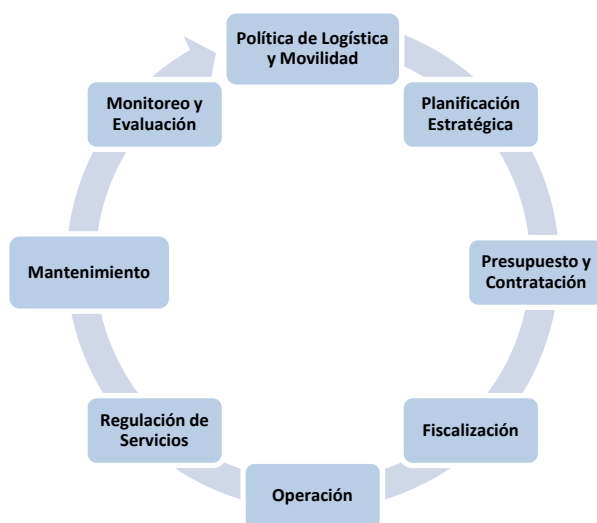 Política de Logística
y Movilidad
Planificación
Estratégica
Presupuesto y
Contratación
Fiscalización
Operación
Regulación de
Servicios
Mantenimiento
Monitoreo y
Evaluación